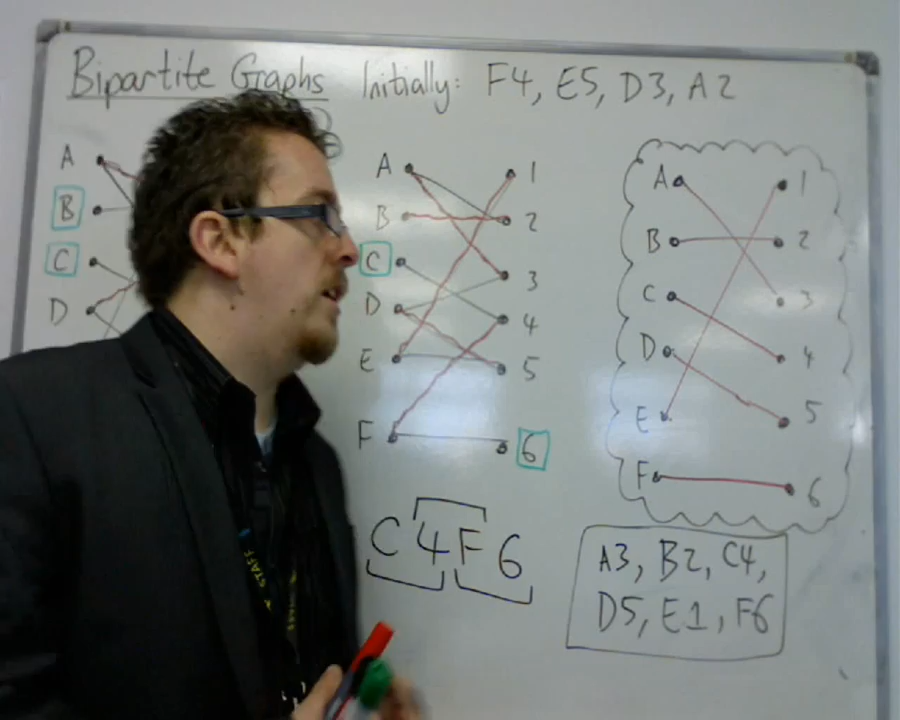 Bipartite Graphs Initially: F4, E5, D3, A2
A
B
C
D
A 1
B 2
C 3
D 4
E 5
F 6
A 1
B 2
C 3
D 4
E 5
F 6
C 4 F 6
A3, B2, C4,
D5, E1, F6
STAFF